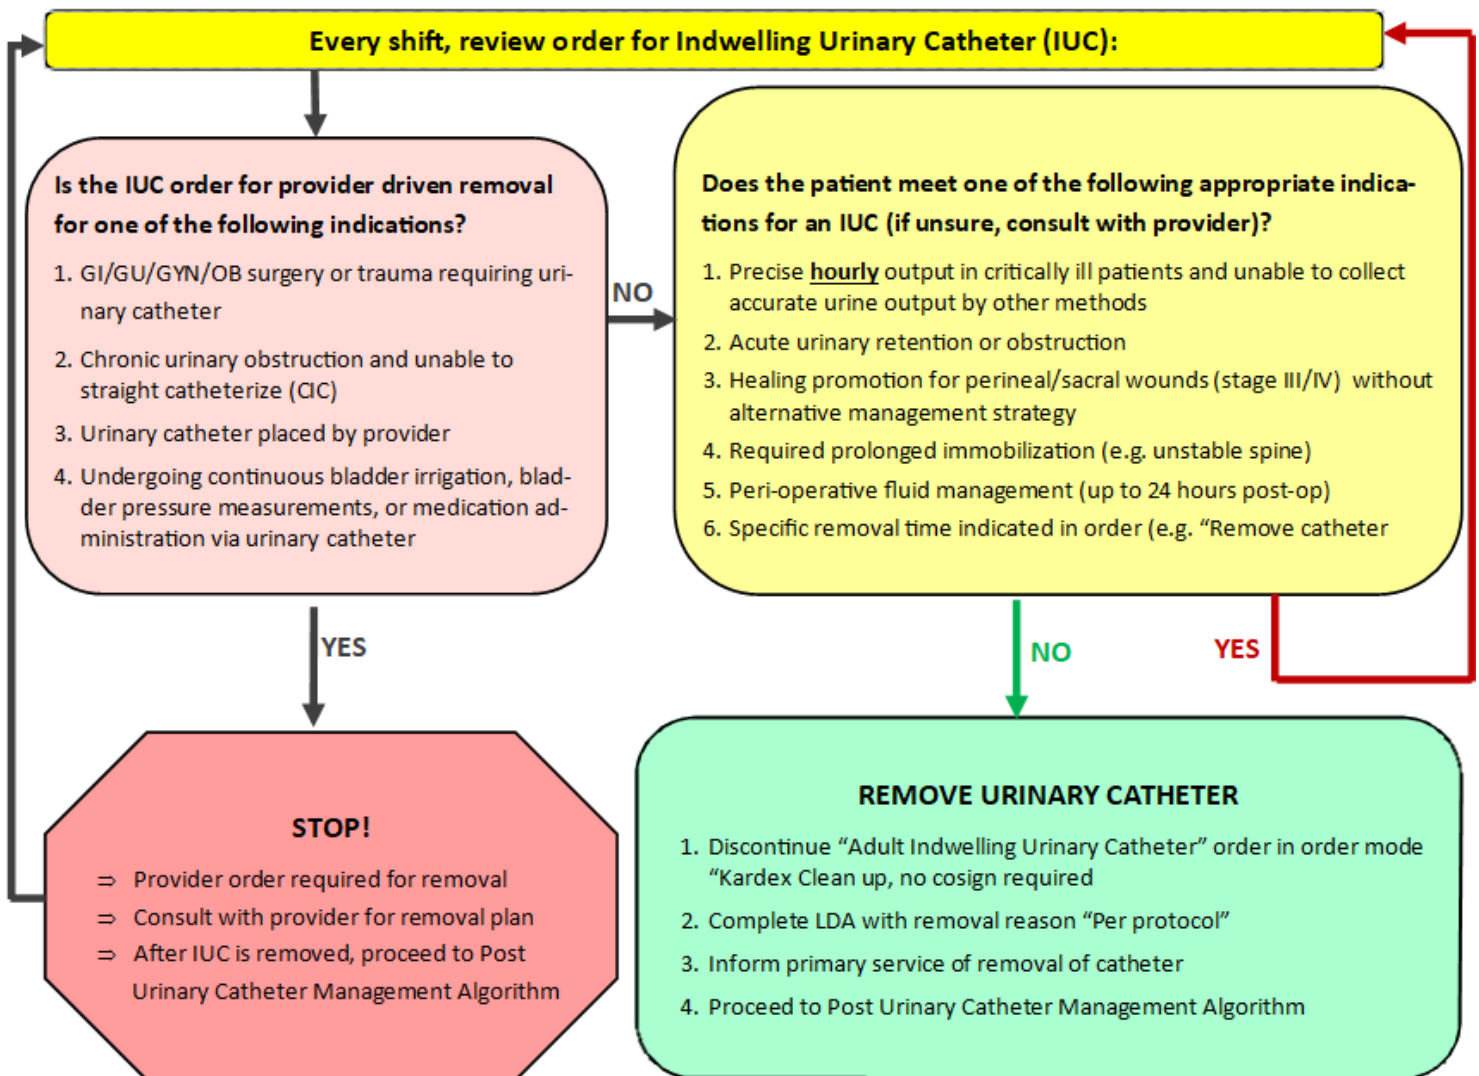 Every shift, review order for Indwelling Urinary Catheter (IUC):
Is the IUC order for provider driven removal
for one of the following indications?
1. GI/GU/GYN/OB surgery or trauma requiring uri-
nary catheter
2. Chronic urinary obstruction and unable to
straight catheterize (CIC)
3. Urinary catheter placed by provider
4. Undergoing continuous bladder irrigation, blad-
der pressure measurements, or medication ad-
ministration via urinary catheter
NO
Does the patient meet one of the following appropriate indica-
tions for an IUC (if unsure, consult with provider)?
1. Precise hourly output in critically ill patients and unable to collect
accurate urine output by other methods
2. Acute urinary retention or obstruction
3. Healing promotion for perineal/sacral wounds (stage III/IV) without
alternative management strategy
4. Required prolonged immobilization (e.g. unstable spine)
5. Peri-operative fluid management (up to 24 hours post-op)
6. Specific removal time indicated in order (e.g. “Remove catheter
YES
NO
YES
STOP!
⇒ Provider order required for removal
⇒ Consult with provider for removal plan
⇒ After IUC is removed, proceed to Post
Urinary Catheter Management Algorithm
REMOVE URINARY CATHETER
1. Discontinue “Adult Indwelling Urinary Catheter” order in order mode
“Kardex Clean up, no cosign required
2. Complete LDA with removal reason “Per protocol”
3. Inform primary service of removal of catheter
4. Proceed to Post Urinary Catheter Management Algorithm